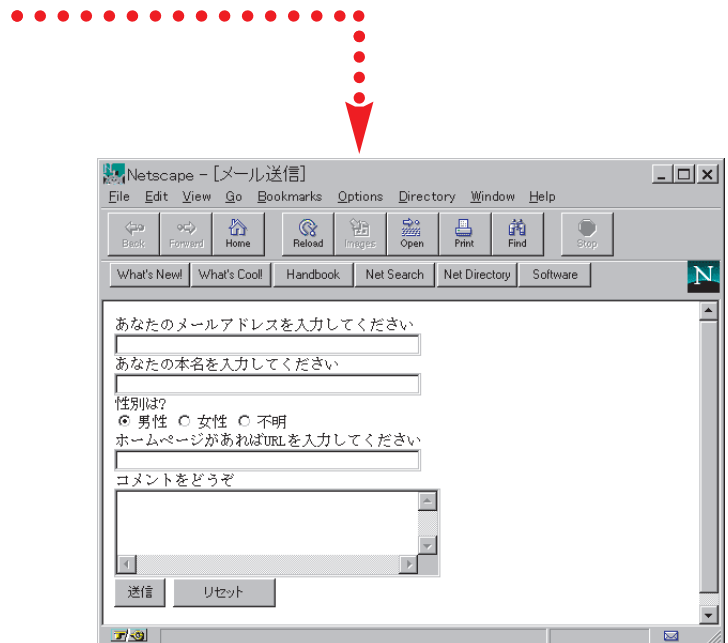 Netscape - [メール送信]
File Edit View Go Bookmarks Options Directory Window Help
Back Forward Home Reload Images Open Print Find Stop
What's New! What's Cool! Handbook Net Search Net Directory Software
N
あなたのメールアドレスを入力してください
あなたの本名を入力してください
性別は?
男性 女性 不明
ホームページがあればURLを入力してください
コメントをどうぞ
送信 リセット